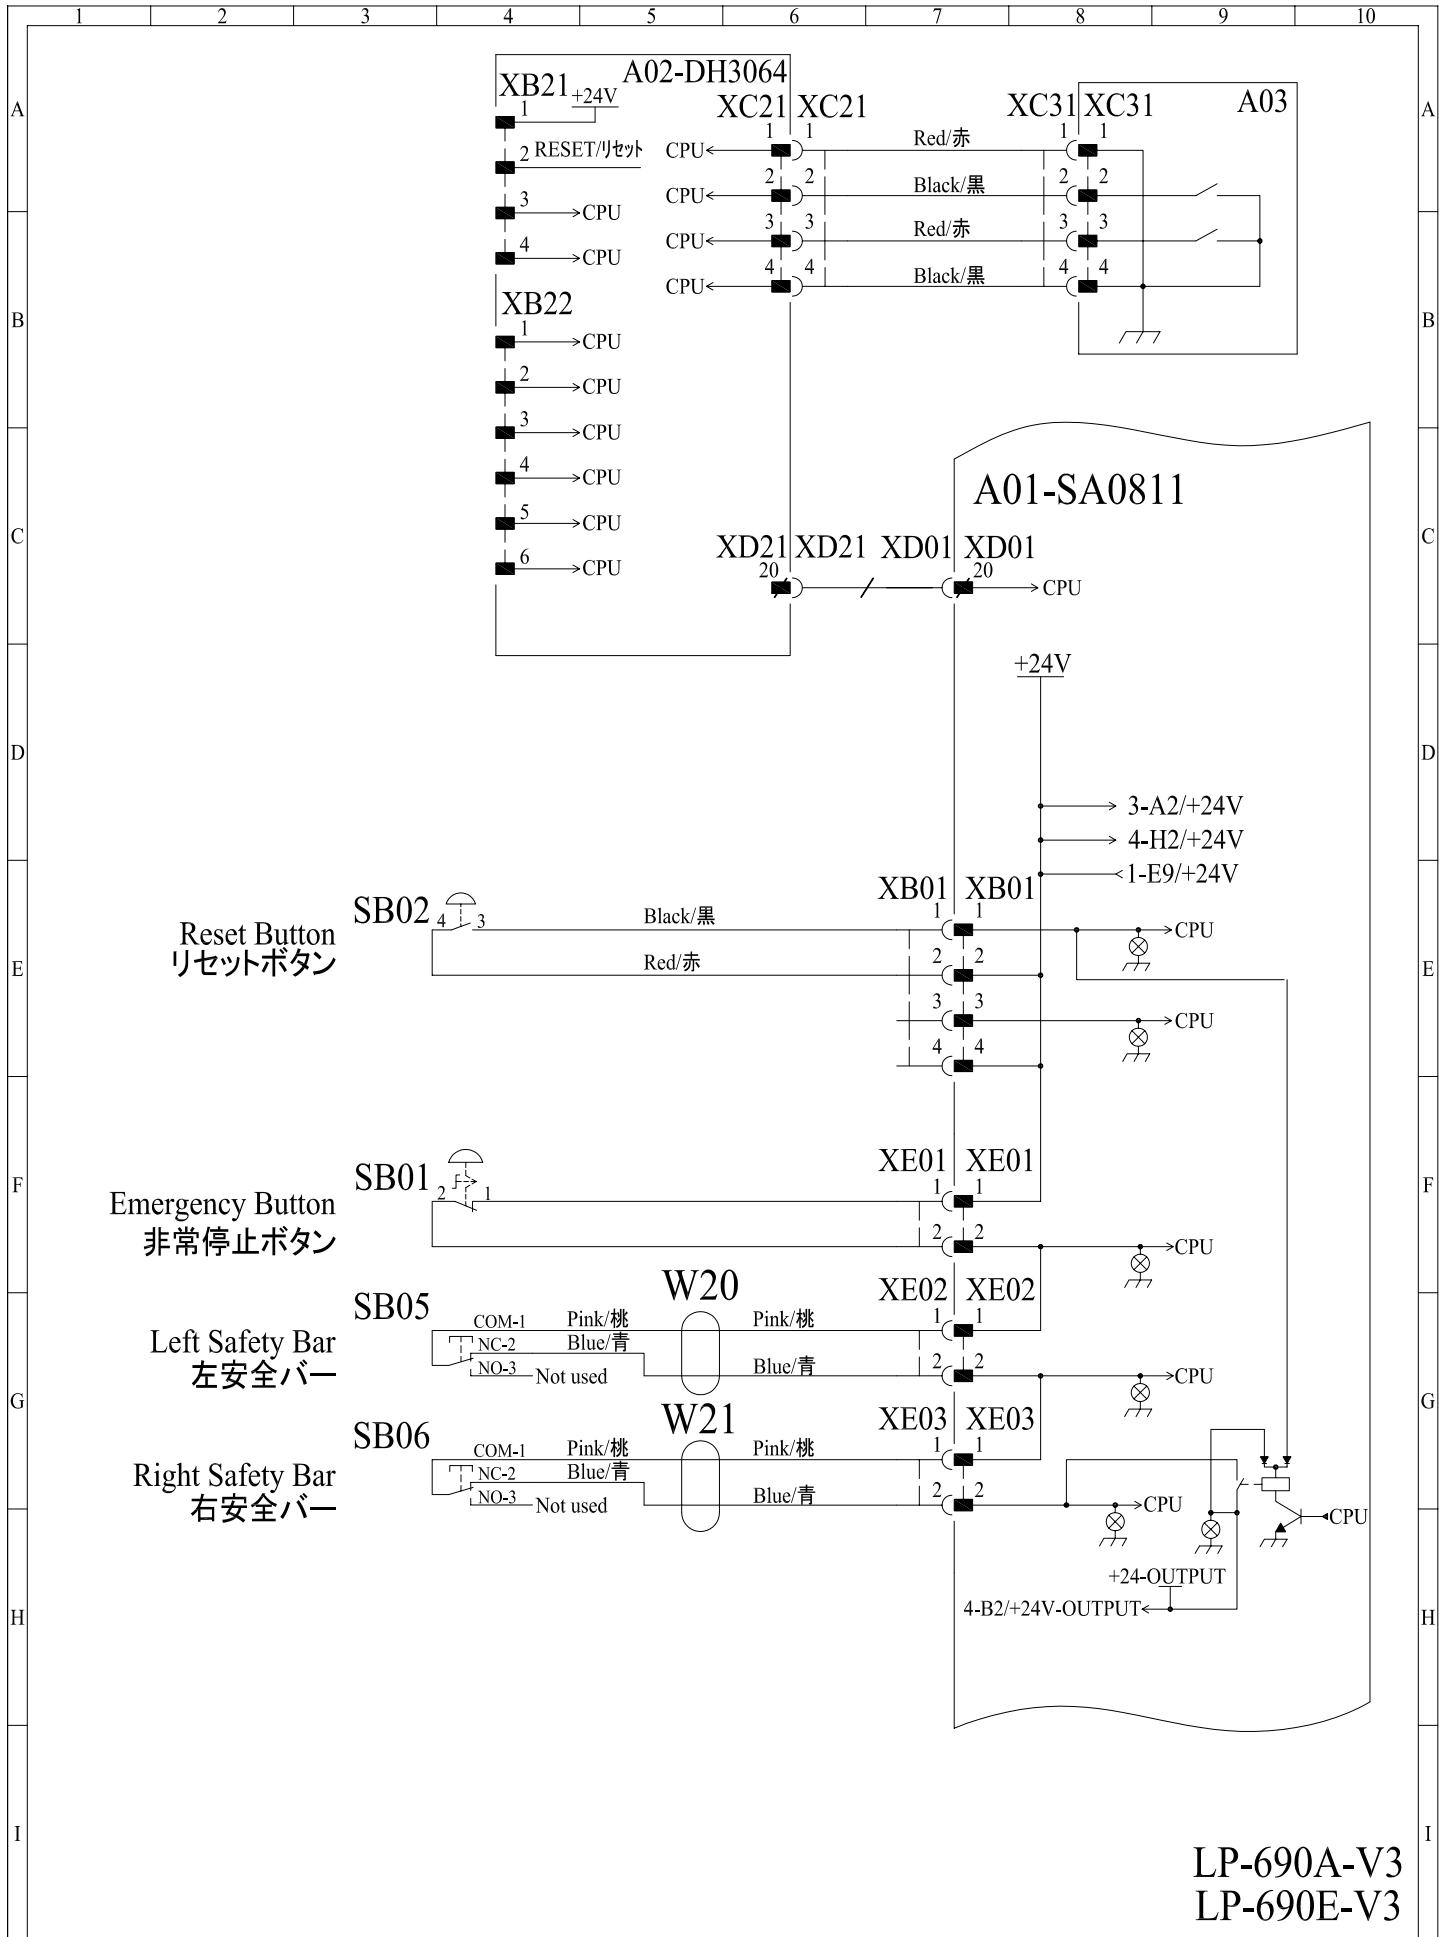 1 2 3 4 5 6 7 8 9 10
A A
B B
C C
D D
E E
F F
G G
H H
I I
A02-DH3064
XB21
+24V
1
2 RESET/リセット
3 CPU
4 CPU
XB22
1 CPU
2 CPU
3 CPU
4 CPU
5 CPU
6 CPU
XC21 XC21 XC31 XC31 A03
CPU 1 1 Red/赤 1 1
CPU 2 2 Black/黒 2 2
CPU 3 3 Red/赤 3 3
CPU 4 4 Black/黒 4 4
A01-SA0811
XD21 XD21 XD01 XD01
20 20 CPU
+24V
3-A2/+24V
4-H2/+24V
1-E9/+24V
XB01 XB01
Reset Button
リセットボタン
SB02
4 3 Black/黒 1 1 CPU
Red/赤 2 2
3 3 CPU
4 4
XE01 XE01
Emergency Button
非常停止ボタン
SB01
2 1 1 1
2 2 CPU
W20
XE02 XE02
Left Safety Bar
左安全バー
SB05
COM-1 Pink/桃 Pink/桃 1 1
NC-2 Blue/青
NO-3 Not used Blue/青 2 2 CPU
W21
XE03 XE03
Right Safety Bar
右安全バー
SB06
COM-1 Pink/桃 Pink/桃 1 1
NC-2 Blue/青
NO-3 Not used Blue/青 2 2 CPU
CPU
+24-OUTPUT
4-B2/+24V-OUTPUT
LP-690A-V3
LP-690E-V3